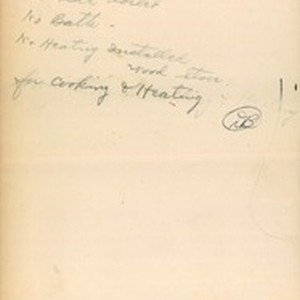 No Bath.
No Heating Installed
wood stove.
for Cooking & Heating